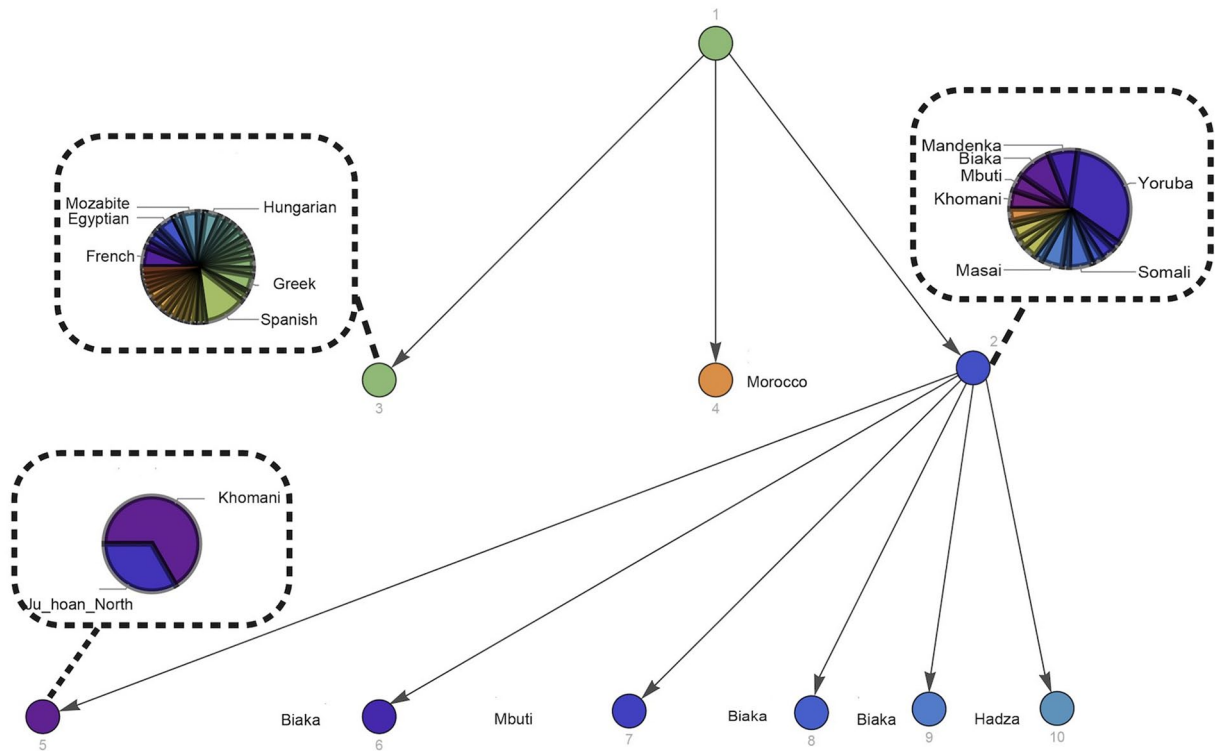 1
Mandenka
Biaka
Mbuti
Yoruba
Khomani
Masai
Somali
Mozabite
Hungarian
Egyptian
French
Greek
Spanish
2
3
4
Morocco
Khomani
Ju_hoan_North
5
Biaka
6
Mbuti
7
Biaka
8
Biaka
9
Hadza
10